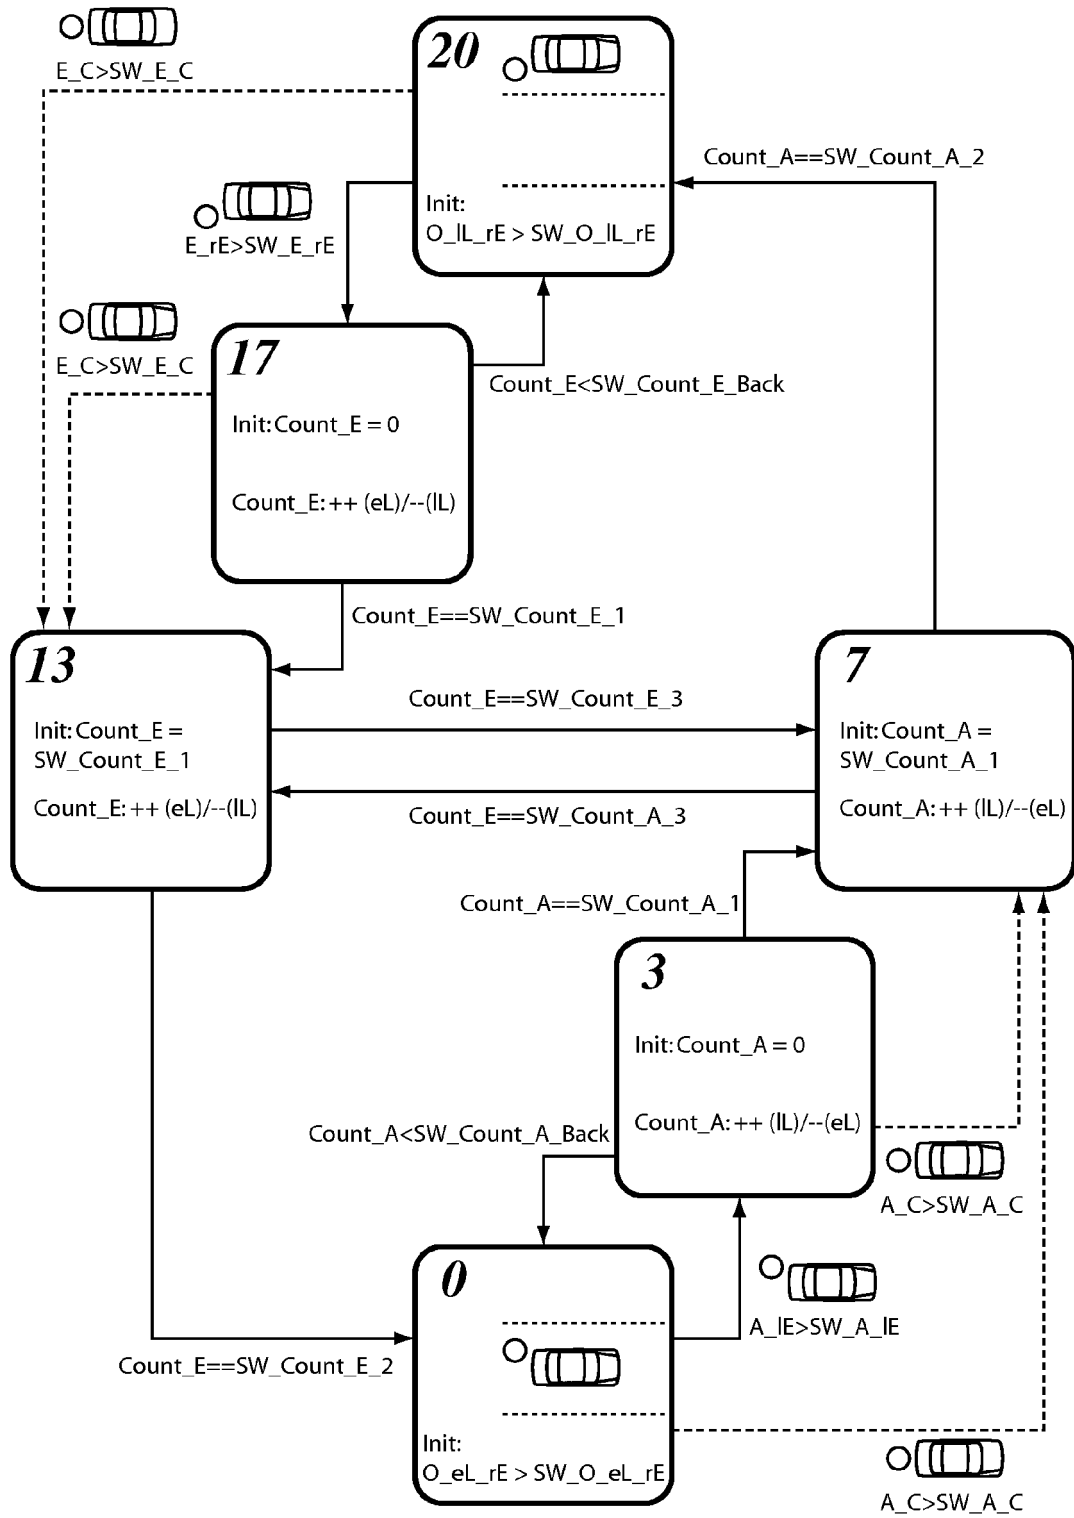 E_C>SW_E_C
20
Count_A==SW_Count_A_2
Init:
O_lL_rE > SW_O_lL_rE
E_rE>SW_E_rE
E_C>SW_E_C
17
Count_E<SW_Count_E_Back
Init: Count_E = 0
Count_E: ++ (eL)/--(lL)
Count_E==SW_Count_E_1
13
Init: Count_E =
SW_Count_E_1
Count_E: ++ (eL)/--(lL)
Count_E==SW_Count_E_3
Count_E==SW_Count_A_3
7
Init: Count_A =
SW_Count_A_1
Count_A: ++ (lL)/--(eL)
Count_A==SW_Count_A_1
3
Init: Count_A = 0
Count_A: ++ (lL)/--(eL)
Count_A<SW_Count_A_Back
A_C>SW_A_C
0
A_lE>SW_A_lE
Count_E==SW_Count_E_2
Init:
O_eL_rE > SW_O_eL_rE
A_C>SW_A_C